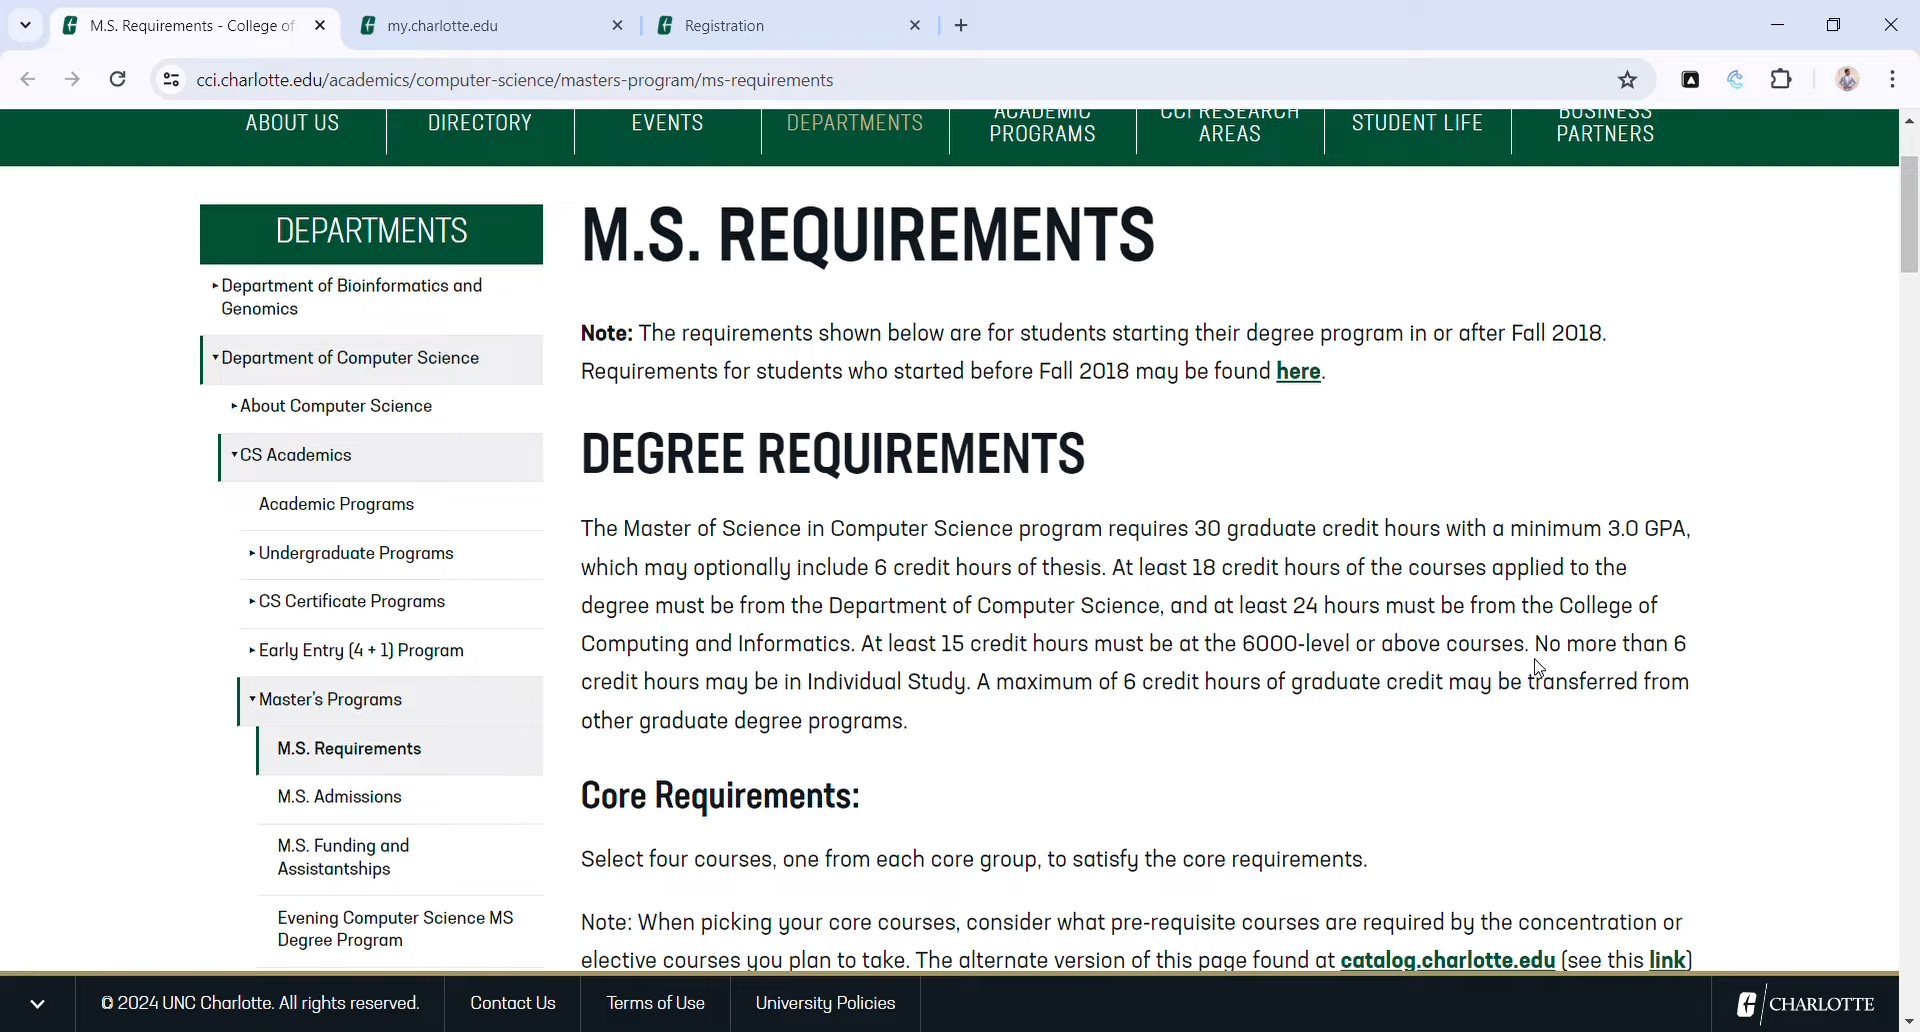 M.S. Requirements - College of
my.charlotte.edu
Registration
cci.charlotte.edu/academics/computer-science/masters-program/ms-requirements
ABOUT US
DIRECTORY
EVENTS
DEPARTMENTS
ACADEMIC
PROGRAMS
CCI RESEARCH
AREAS
STUDENT LIFE
BUSINESS
PARTNERS
DEPARTMENTS
Department of Bioinformatics and
Genomics
Department of Computer Science
About Computer Science
CS Academics
Academic Programs
Undergraduate Programs
CS Certificate Programs
Early Entry (4 + 1) Program
Master's Programs
M.S. Requirements
M.S. Admissions
M.S. Funding and
Assistantships
Evening Computer Science MS
Degree Program
M.S. REQUIREMENTS
Note: The requirements shown below are for students starting their degree program in or after Fall 2018.
Requirements for students who started before Fall 2018 may be found here.
DEGREE REQUIREMENTS
The Master of Science in Computer Science program requires 30 graduate credit hours with a minimum 3.0 GPA,
which may optionally include 6 credit hours of thesis. At least 18 credit hours of the courses applied to the
degree must be from the Department of Computer Science, and at least 24 hours must be from the College of
Computing and Informatics. At least 15 credit hours must be at the 6000-level or above courses. No more than 6
credit hours may be in Individual Study. A maximum of 6 credit hours of graduate credit may be transferred from
other graduate degree programs.
Core Requirements:
Select four courses, one from each core group, to satisfy the core requirements.
Note: When picking your core courses, consider what pre-requisite courses are required by the concentration or
elective courses you plan to take. The alternate version of this page found at catalog.charlotte.edu (see this link)
© 2024 UNC Charlotte. All rights reserved.
Contact Us
Terms of Use
University Policies
CHARLOTTE